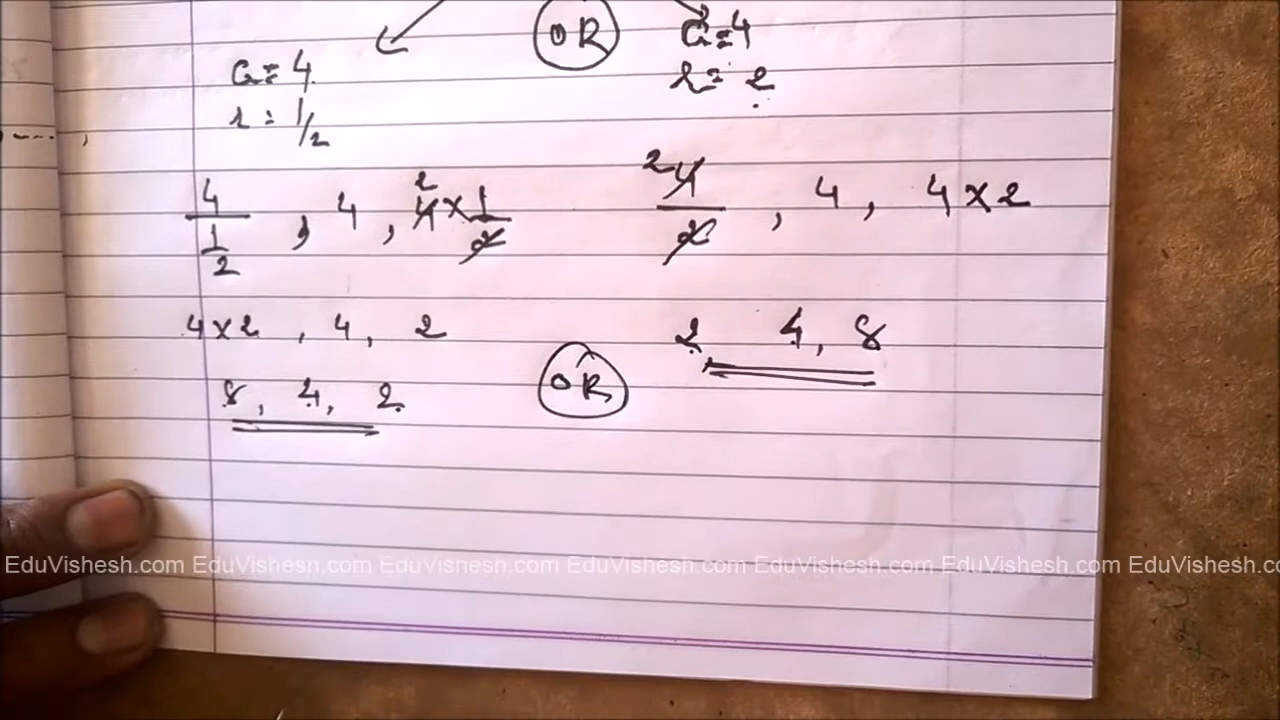 OR
a = 4
a = 4
r = 2
r = 1/2
4/(1/2) , 4 , 4 2 × 1/2
2 4/2 , 4 , 4 × 2
4 × 2 , 4 , 2
2 , 4 , 8
OR
8 , 4 , 2
EduVishesh.com EduVishesh.com EduVishesh.com EduVishesh.com EduVishesh.com EduVishesh.com EduVishesh.com